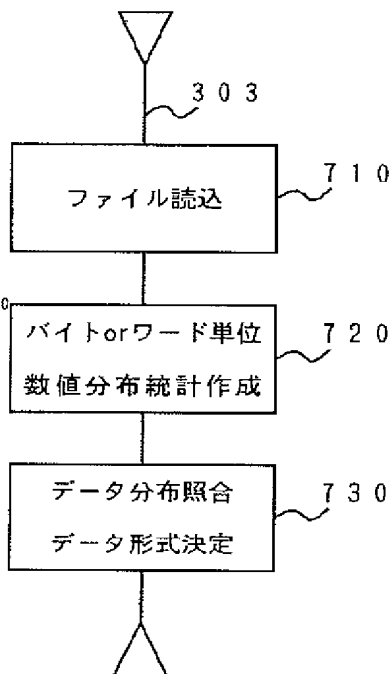 303
ファイル読込
710
0
バイトorワード単位
数値分布統計作成
720
データ分布照合
データ形式決定
730